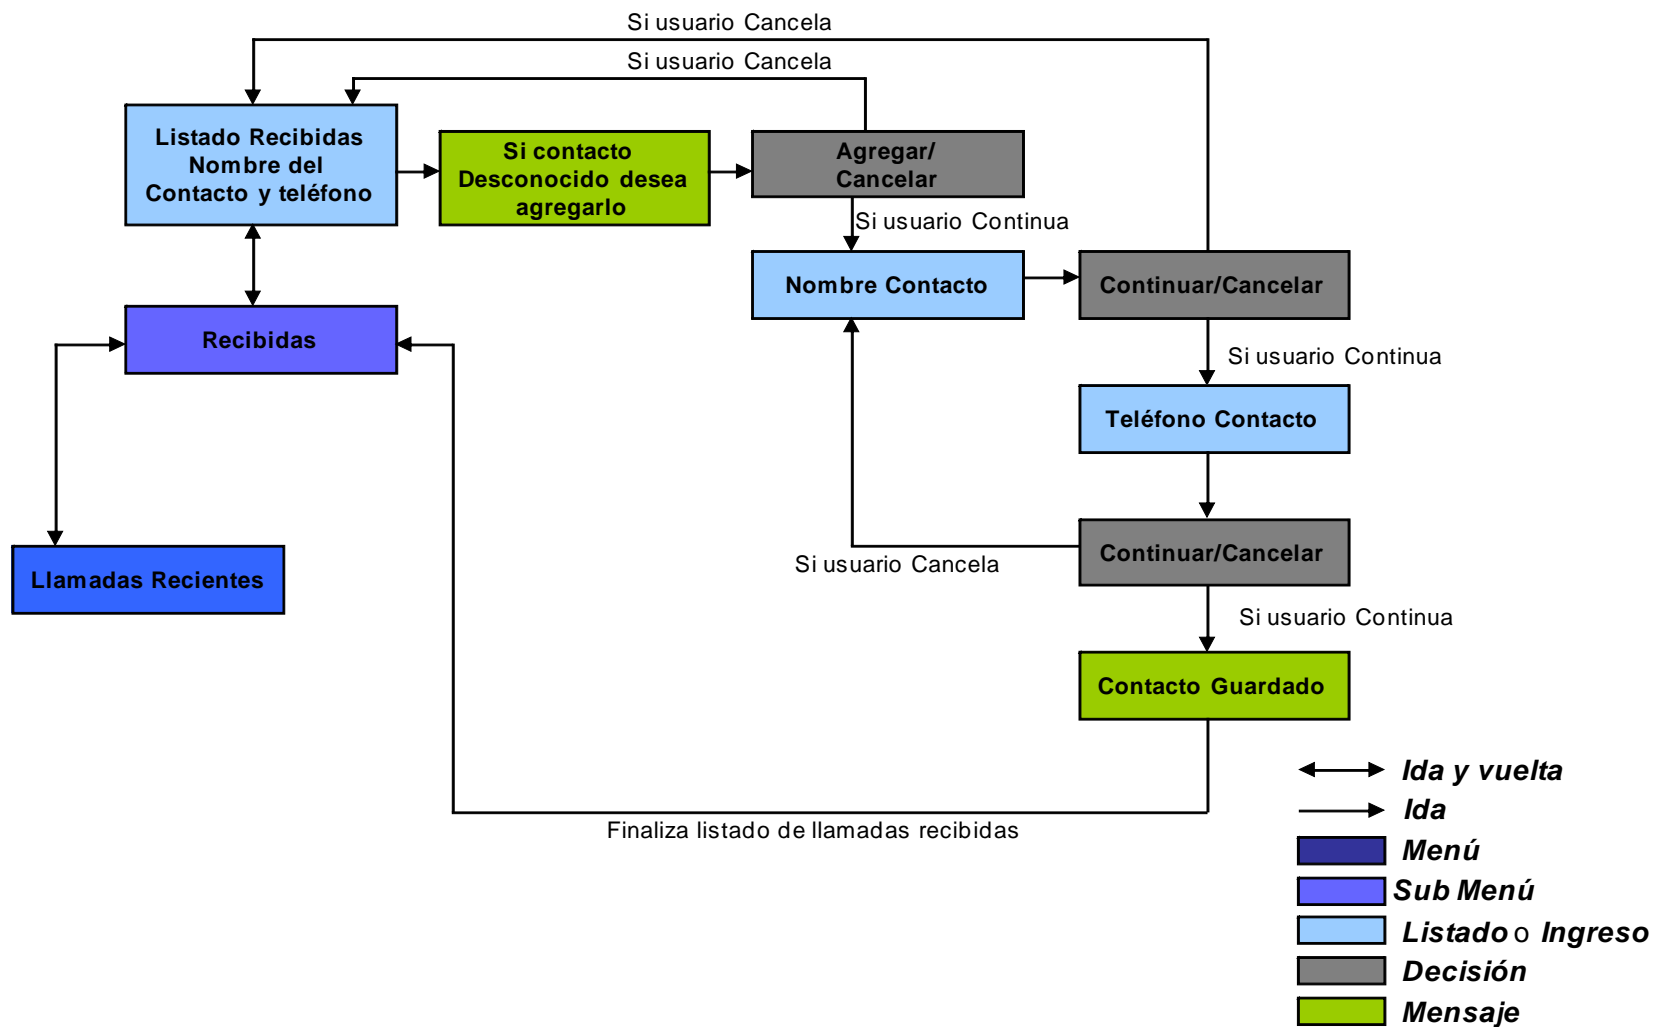 Si usuario Cancela
Si usuario Cancela
Listado Recibidas
Nombre del
Contacto y teléfono
Si contacto
Desconocido desea
agregarlo
Agregar/
Cancelar
Si usuario Continua
Nombre Contacto
Continuar/Cancelar
Recibidas
Si usuario Continua
Teléfono Contacto
Llamadas Recientes
Continuar/Cancelar
Si usuario Cancela
Si usuario Continua
Contacto Guardado
Finaliza listado de llamadas recibidas
Ida y vuelta
Ida
Menú
Sub Menú
Listado o Ingreso
Decisión
Mensaje